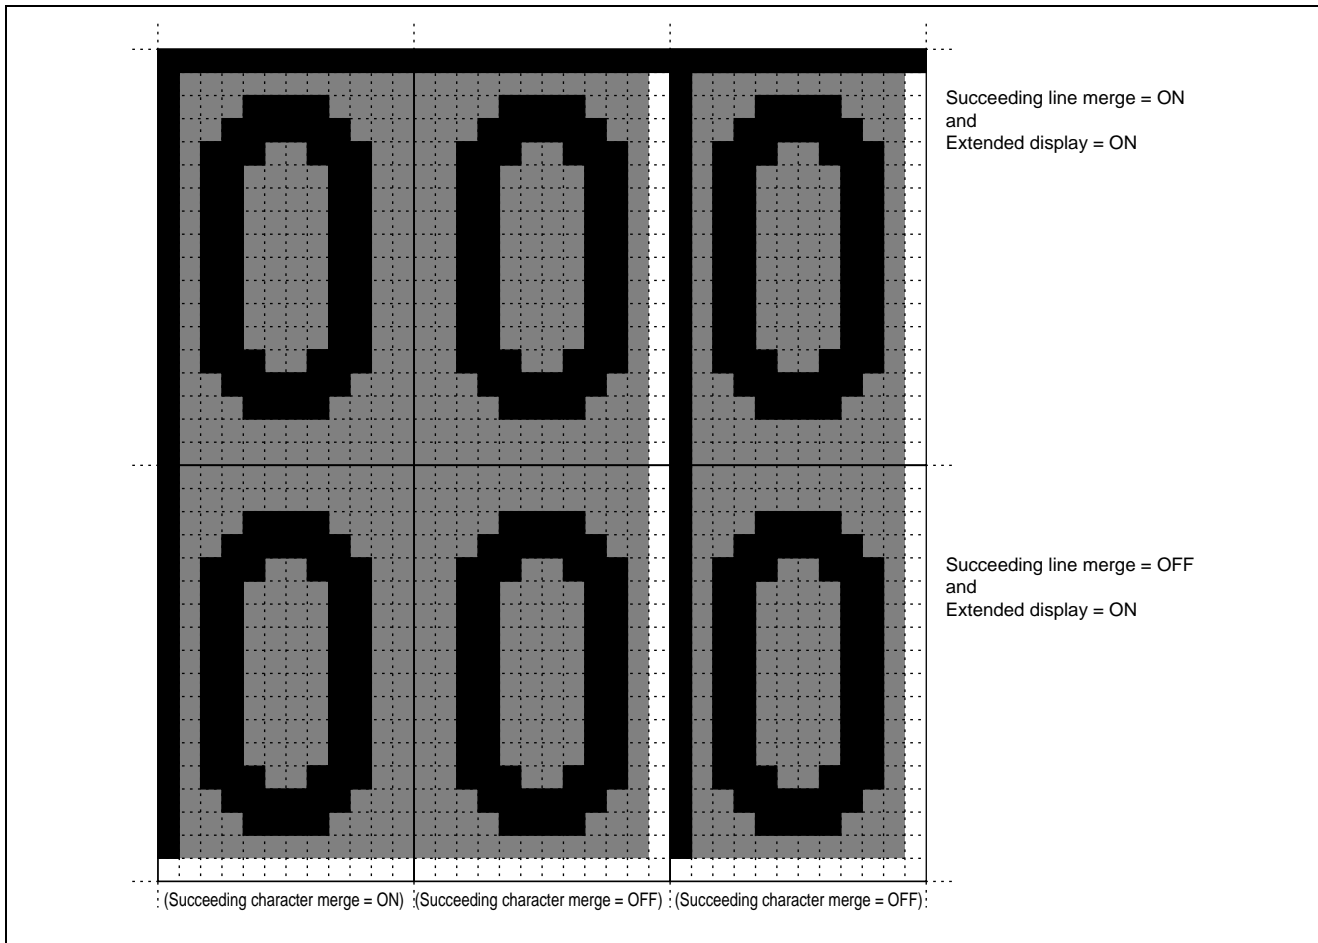 Succeeding line merge = ON
and
Extended display = ON
Succeeding line merge = OFF
and
Extended display = ON
(Succeeding character merge = ON) (Succeeding character merge = OFF) (Succeeding character merge = OFF)